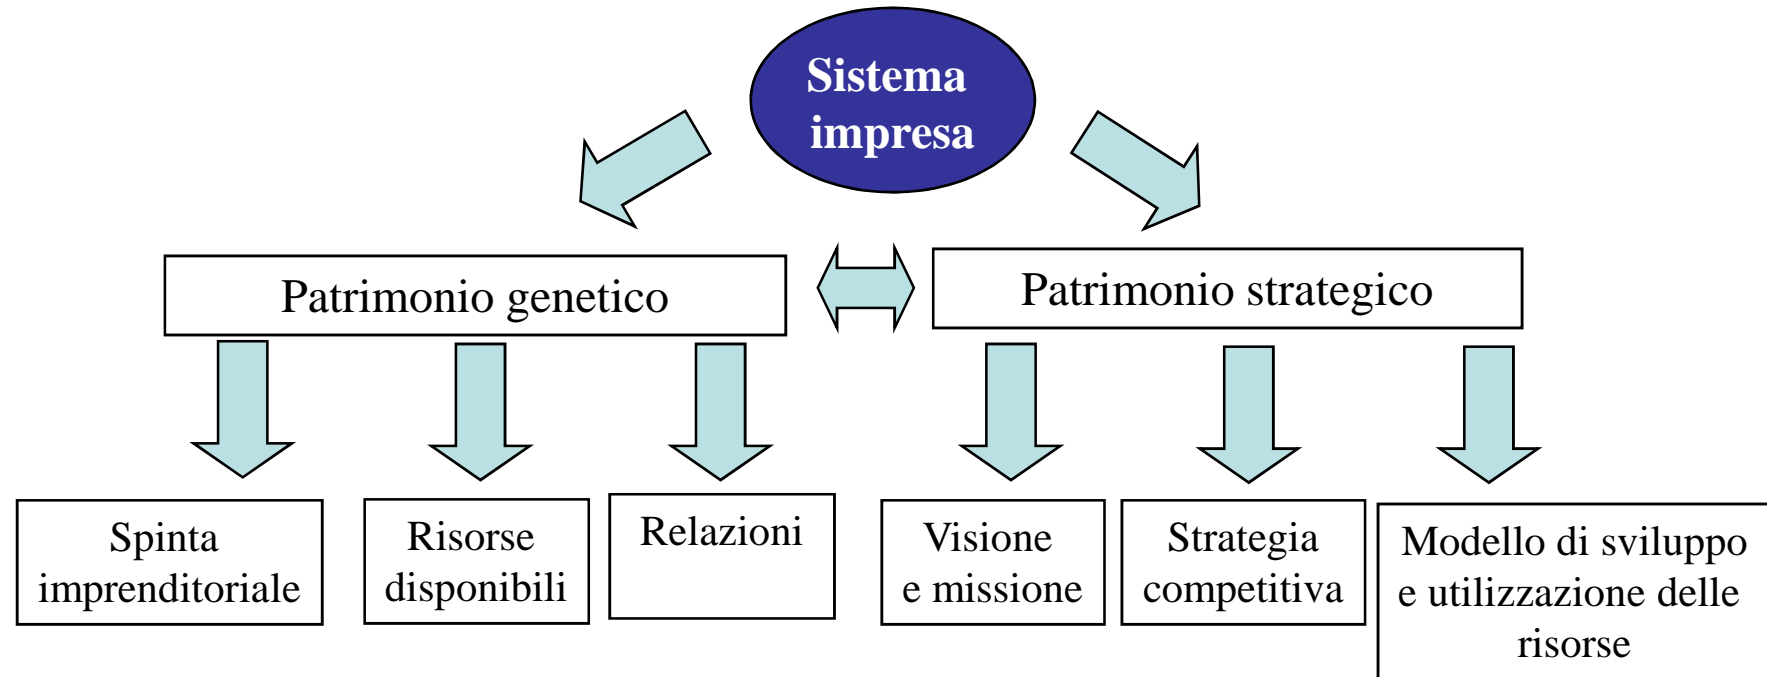 Sistema
impresa
Patrimonio genetico
Patrimonio strategico
Spinta
imprenditoriale
Risorse
disponibili
Relazioni
Visione
e missione
Strategia
competitiva
Modello di sviluppo
e utilizzazione delle
risorse